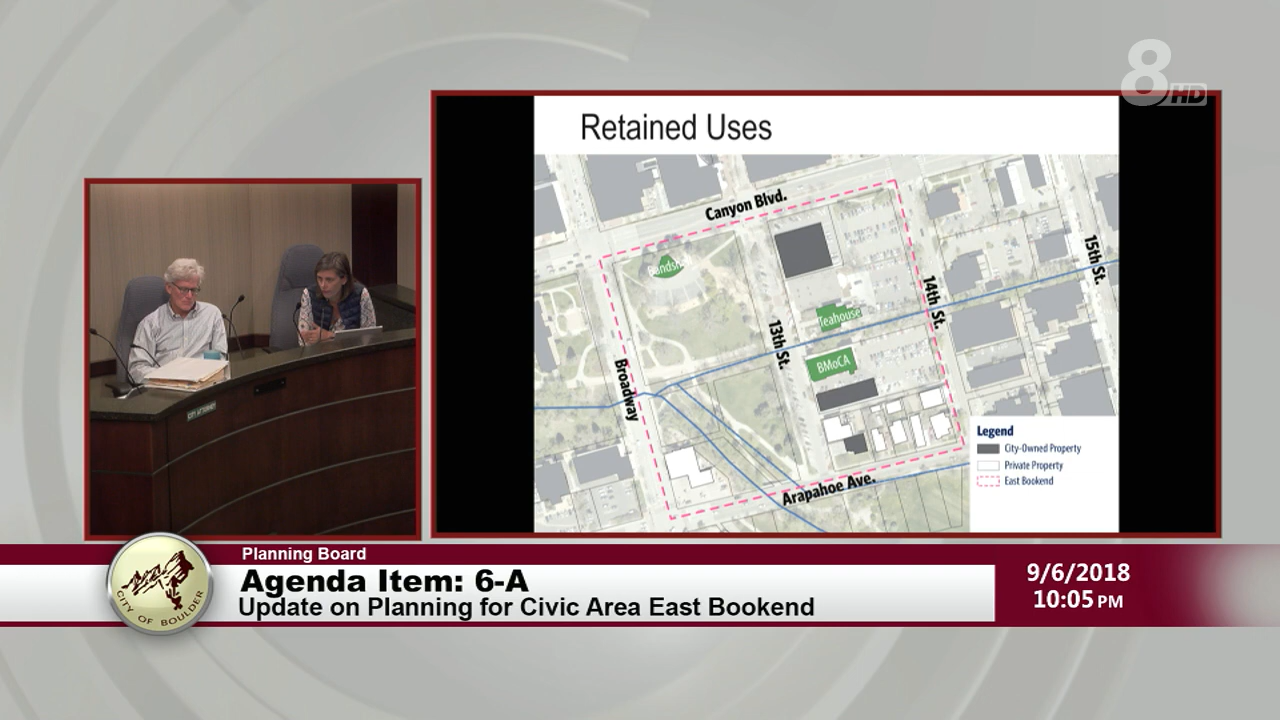 8HD
Retained Uses
Canyon Blvd.
Bandshell
15th St.
14th St.
Teahouse
13th St.
BMoCA
Broadway
Arapahoe Ave.
Legend
City-Owned Property
Private Property
East Bookend
CITY ATTORNEY
Planning Board
Agenda Item: 6-A
Update on Planning for Civic Area East Bookend
9/6/2018
10:05 PM
CITY OF BOULDER